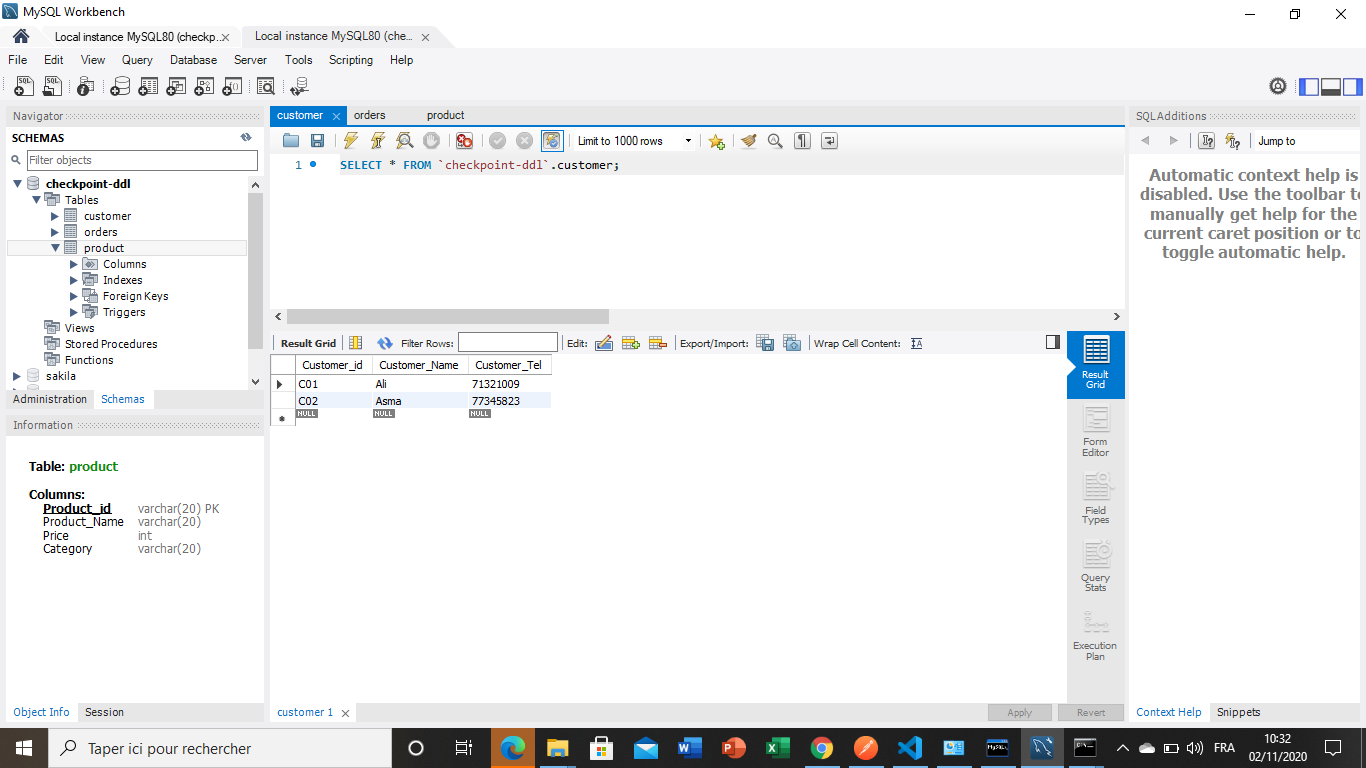 MySQL Workbench
Local instance MySQL80 (checkp...
Local instance MySQL80 (che...
File Edit View Query Database Server Tools Scripting Help
Navigator
SCHEMAS
Filter objects
checkpoint-ddl
Tables
customer
orders
product
Columns
Indexes
Foreign Keys
Triggers
Views
Stored Procedures
Functions
sakila
Administration Schemas
Information
Table: product
Columns:
Product_id varchar(20) PK
Product_Name varchar(20)
Price int
Category varchar(20)
Object Info Session
customer orders product
Limit to 1000 rows
1 SELECT * FROM `checkpoint-ddl`.customer;
Result Grid Filter Rows: Edit: Export/Import: Wrap Cell Content: IA
Customer_id Customer_Name Customer_Tel
C01 Ali 71321009
C02 Asma 77345823
NULL NULL NULL
Result
Grid
Form
Editor
Field
Types
Query
Stats
Execution
Plan
customer 1
Apply Revert
SQLAdditions
Jump to
Automatic context help is
disabled. Use the toolbar to
manually get help for the
current caret position or to
toggle automatic help.
Context Help Snippets
Taper ici pour rechercher
FRA
10:32
02/11/2020